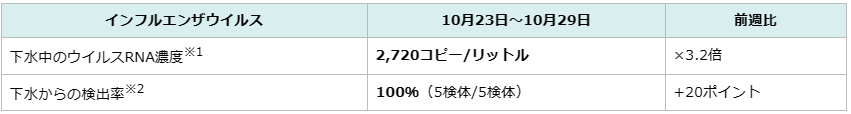 インフルエンザウイルス 10月23日～10月29日 前週比
下水中のウイルスRNA濃度※1 2,720コピー/リットル ×3.2倍
下水からの検出率※2 100%（5検体/5検体） +20ポイント